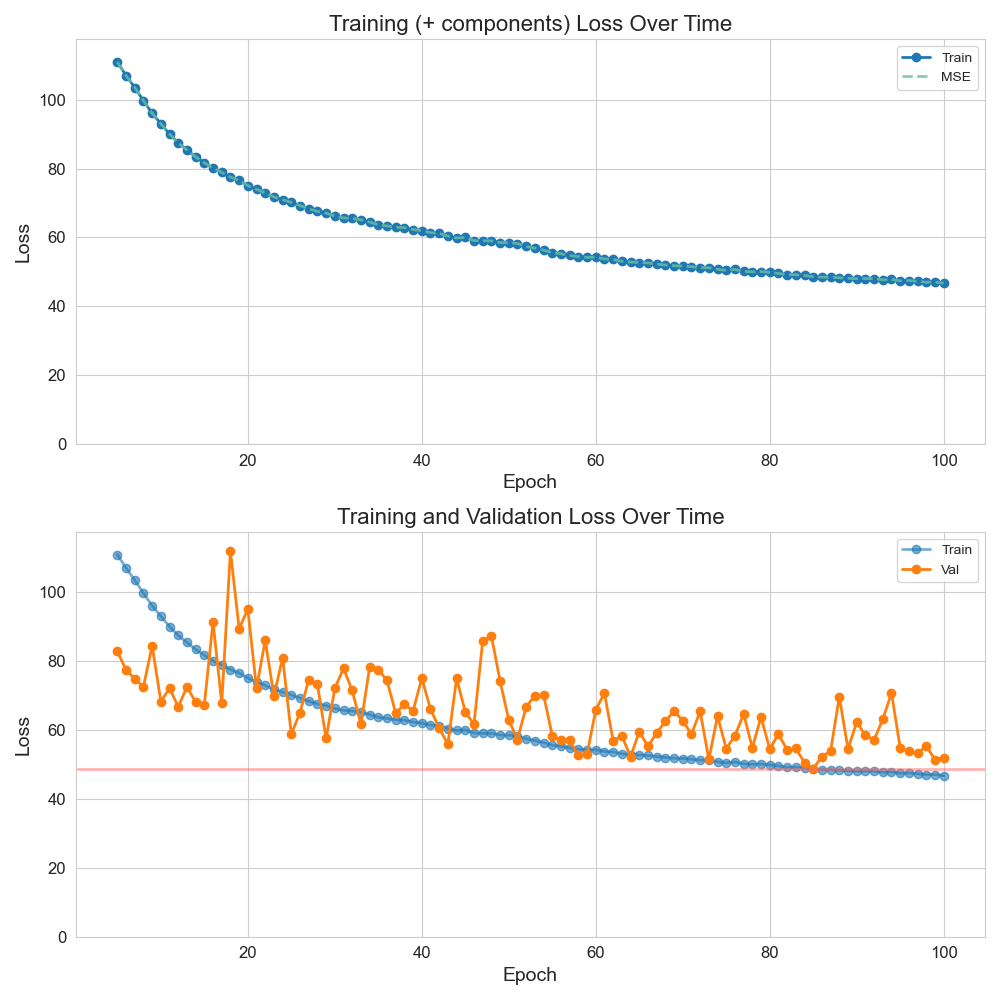 Training (+ components) Loss Over Time
Train
MSE
100
80
60
40
20
0
Loss
20 40 60 80 100
Epoch
Training and Validation Loss Over Time
Train
Val
100
80
60
40
20
0
Loss
20 40 60 80 100
Epoch